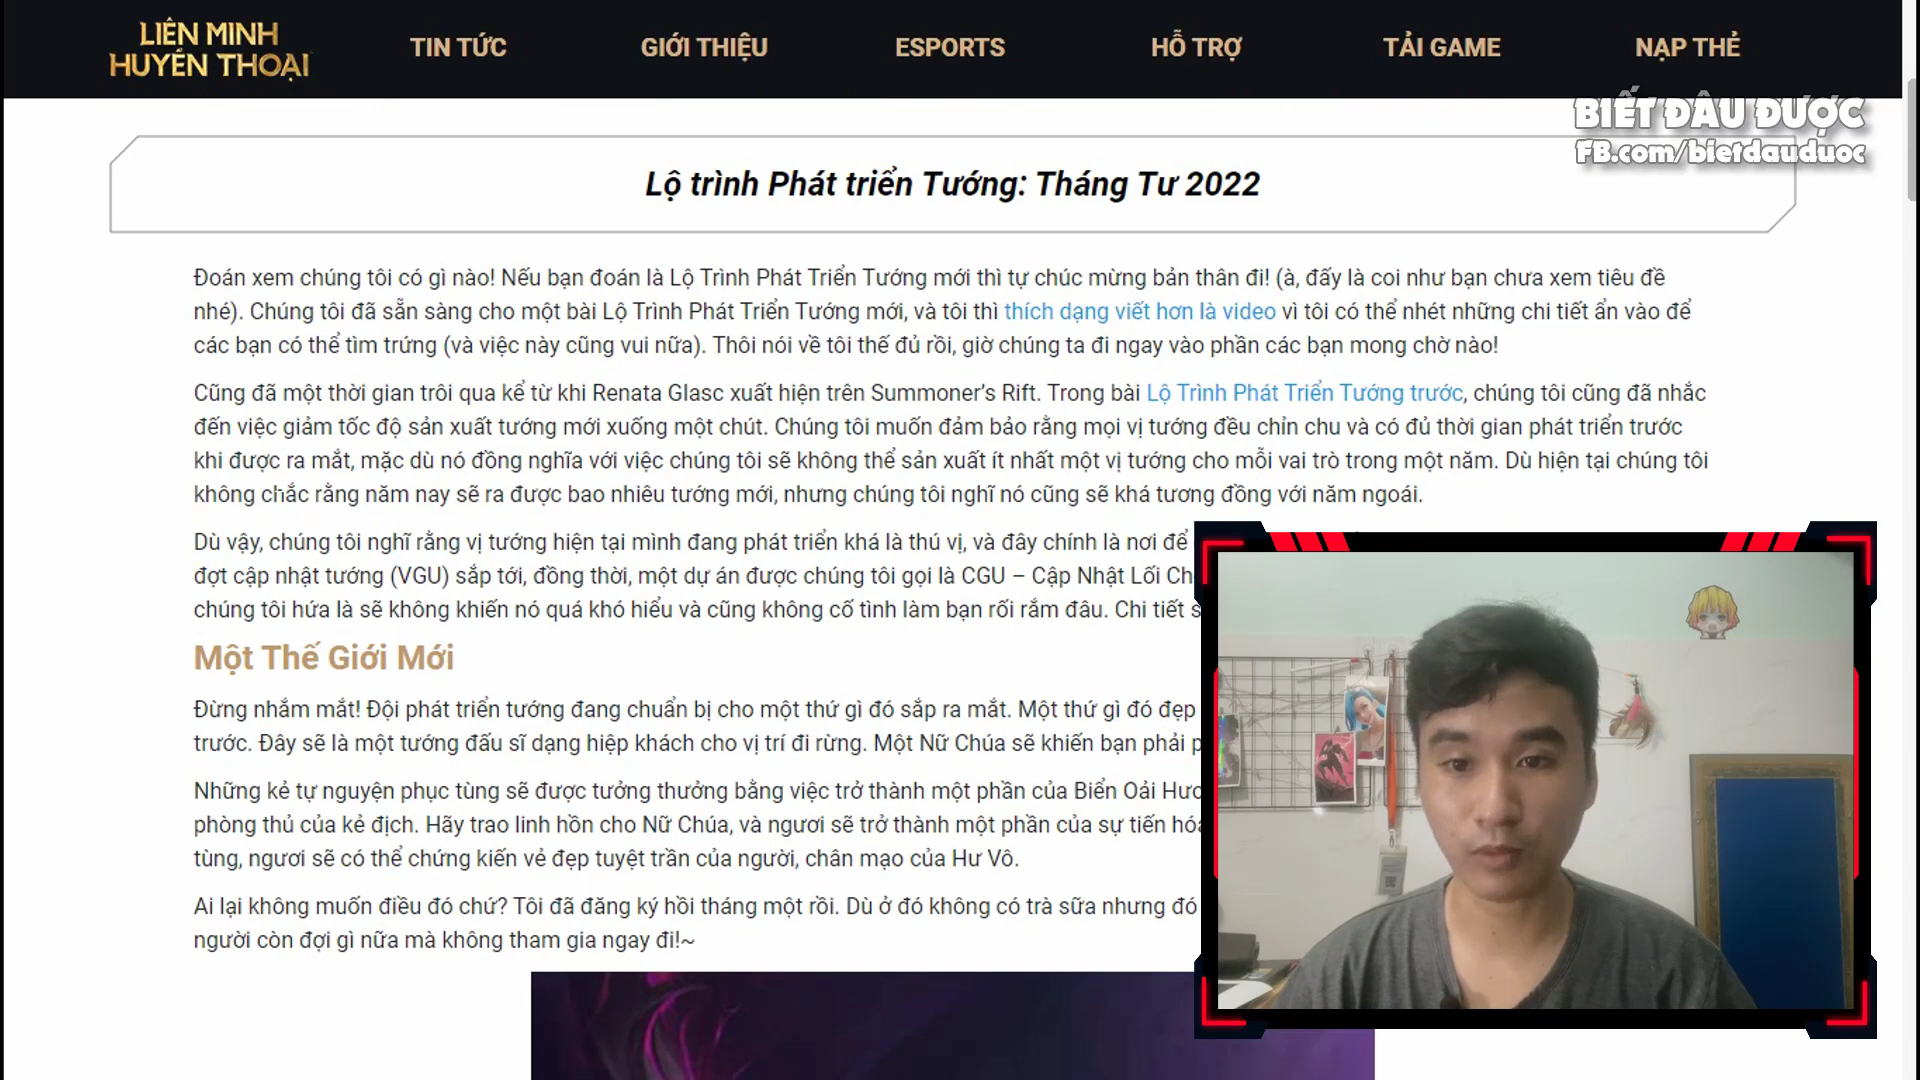 LIÊN MINH
HUYỀN THOẠI
TIN TỨC
GIỚI THIỆU
ESPORTS
HỖ TRỢ
TẢI GAME
NẠP THẺ
BIẾT ĐÂU ĐƯỢC
FB.com/bietdauduoc
Lộ trình Phát triển Tướng: Tháng Tư 2022
Đoán xem chúng tôi có gì nào! Nếu bạn đoán là Lộ Trình Phát Triển Tướng mới thì tự chúc mừng bản thân đi! (à, đấy là coi như bạn chưa xem tiêu đề
nhé). Chúng tôi đã sẵn sàng cho một bài Lộ Trình Phát Triển Tướng mới, và tôi thì thích dạng viết hơn là video vì tôi có thể nhét những chi tiết ẩn vào để
các bạn có thể tìm trứng (và việc này cũng vui nữa). Thôi nói về tôi thế đủ rồi, giờ chúng ta đi ngay vào phần các bạn mong chờ nào!
Cũng đã một thời gian trôi qua kể từ khi Renata Glasc xuất hiện trên Summoner’s Rift. Trong bài Lộ Trình Phát Triển Tướng trước, chúng tôi cũng đã nhắc
đến việc giảm tốc độ sản xuất tướng mới xuống một chút. Chúng tôi muốn đảm bảo rằng mọi vị tướng đều chỉn chu và có đủ thời gian phát triển trước
khi được ra mắt, mặc dù nó đồng nghĩa với việc chúng tôi sẽ không thể sản xuất ít nhất một vị tướng cho mỗi vai trò trong một năm. Dù hiện tại chúng tôi
không chắc rằng năm nay sẽ ra được bao nhiêu tướng mới, nhưng chúng tôi nghĩ nó cũng sẽ khá tương đồng với năm ngoái.
Dù vậy, chúng tôi nghĩ rằng vị tướng hiện tại mình đang phát triển khá là thú vị, và đây chính là nơi để
đợt cập nhật tướng (VGU) sắp tới, đồng thời, một dự án được chúng tôi gọi là CGU – Cập Nhật Lối Ch
chúng tôi hứa là sẽ không khiến nó quá khó hiểu và cũng không cố tình làm bạn rối rắm đâu. Chi tiết s
Một Thế Giới Mới
Đừng nhắm mắt! Đội phát triển tướng đang chuẩn bị cho một thứ gì đó sắp ra mắt. Một thứ gì đó đẹp
trước. Đây sẽ là một tướng đấu sĩ dạng hiệp khách cho vị trí đi rừng. Một Nữ Chúa sẽ khiến bạn phải p
Những kẻ tự nguyện phục tùng sẽ được tưởng thưởng bằng việc trở thành một phần của Biển Oải Hươ
phòng thủ của kẻ địch. Hãy trao linh hồn cho Nữ Chúa, và ngươi sẽ trở thành một phần của sự tiến hóa
tùng, ngươi sẽ có thể chứng kiến vẻ đẹp tuyệt trần của người, chân mạo của Hư Vô.
Ai lại không muốn điều đó chứ? Tôi đã đăng ký hồi tháng một rồi. Dù ở đó không có trà sữa nhưng đó
người còn đợi gì nữa mà không tham gia ngay đi!~